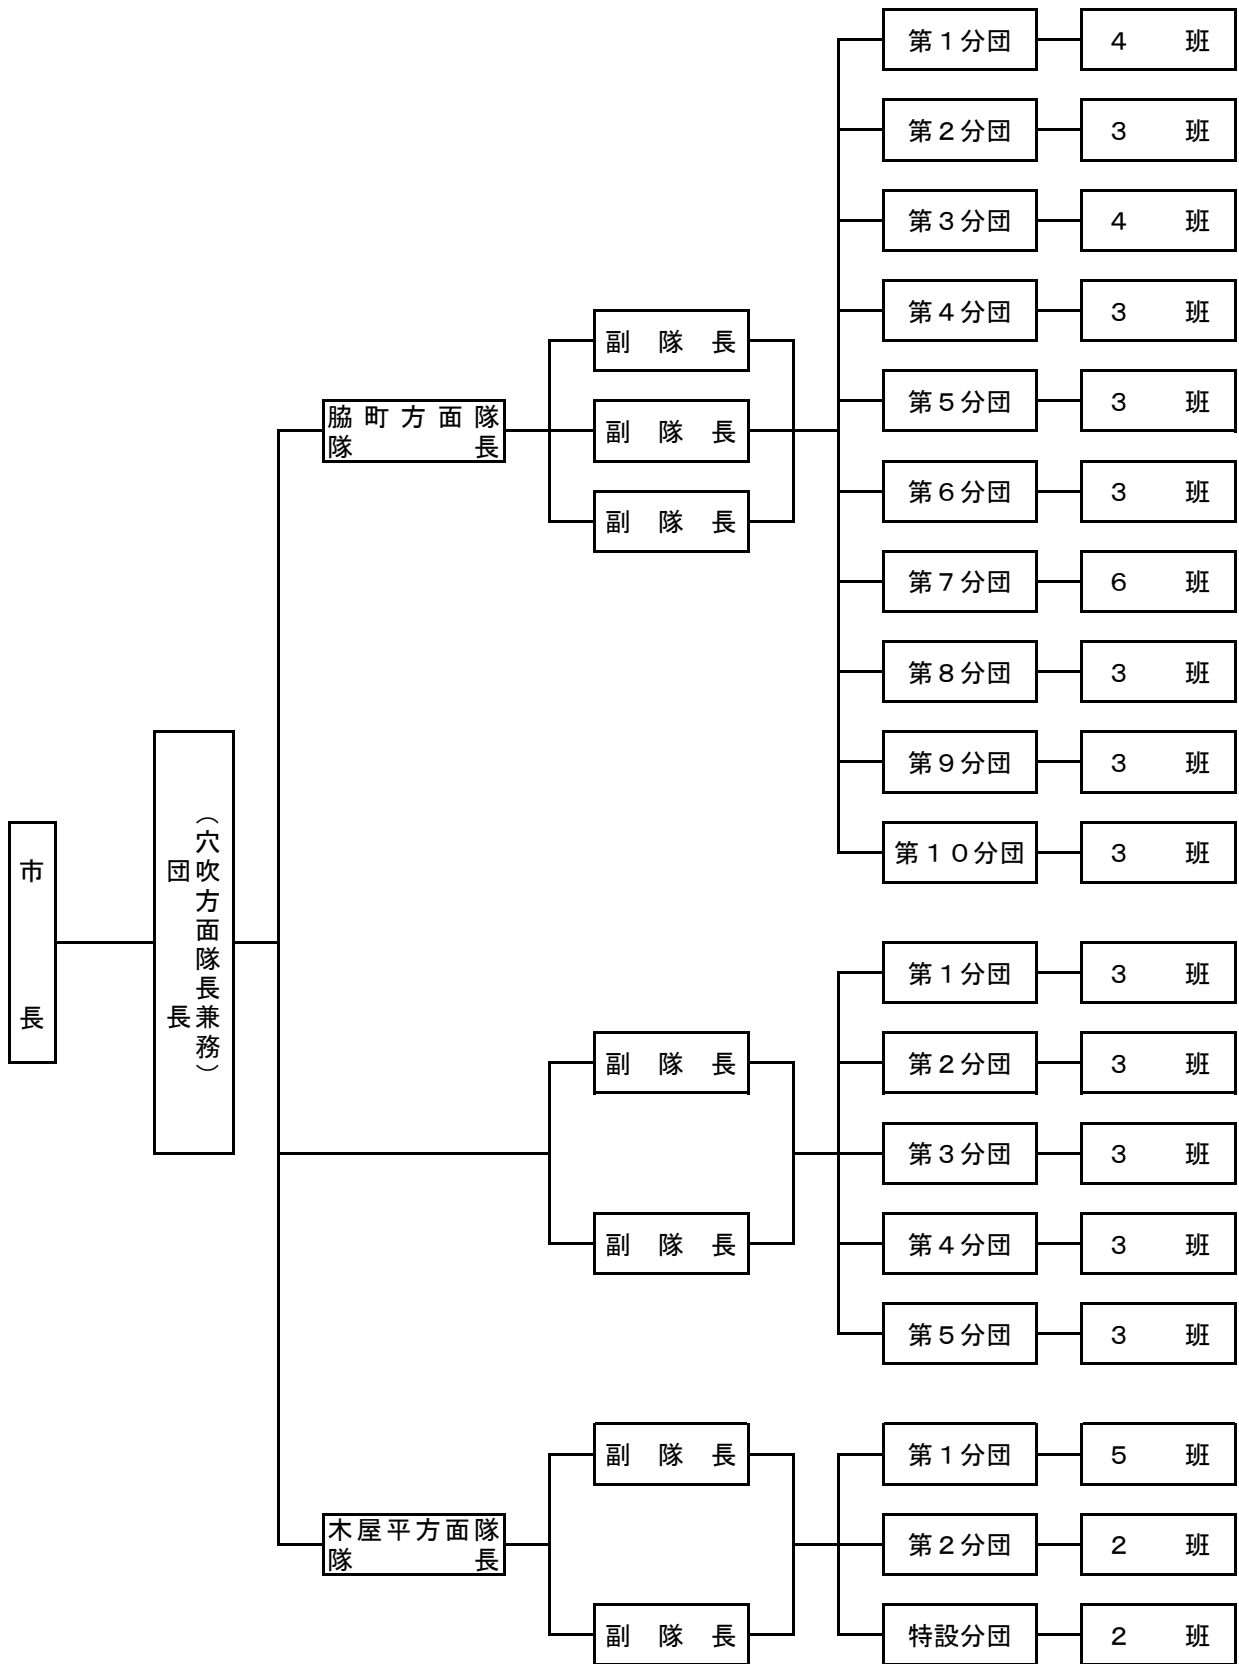 市長
団長
（穴吹方面隊長兼務）
脇町方面隊
隊長
副隊長
副隊長
副隊長
第１分団
４班
第２分団
３班
第３分団
４班
第４分団
３班
第５分団
３班
第６分団
３班
第７分団
６班
第８分団
３班
第９分団
３班
第１０分団
３班
副隊長
副隊長
第１分団
３班
第２分団
３班
第３分団
３班
第４分団
３班
第５分団
３班
木屋平方面隊
隊長
副隊長
副隊長
第１分団
５班
第２分団
２班
特設分団
２班